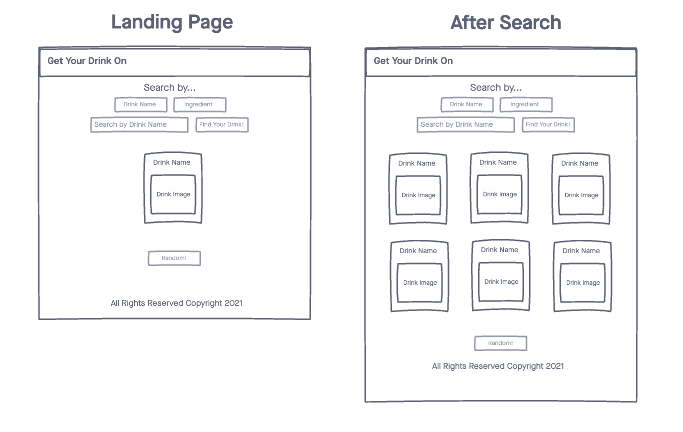 Landing Page
Get Your Drink On
Search by...
Drink Name Ingredient
Search by Drink Name Find Your Drink!
Drink Name
Drink Image
Random!
All Rights Reserved Copyright 2021
After Search
Get Your Drink On
Search by...
Drink Name Ingredient
Search by Drink Name Find Your Drink!
Drink Name Drink Name Drink Name
Drink Image Drink Image Drink Image
Drink Name Drink Name Drink Name
Drink Image Drink Image Drink Image
Random!
All Rights Reserved Copyright 2021